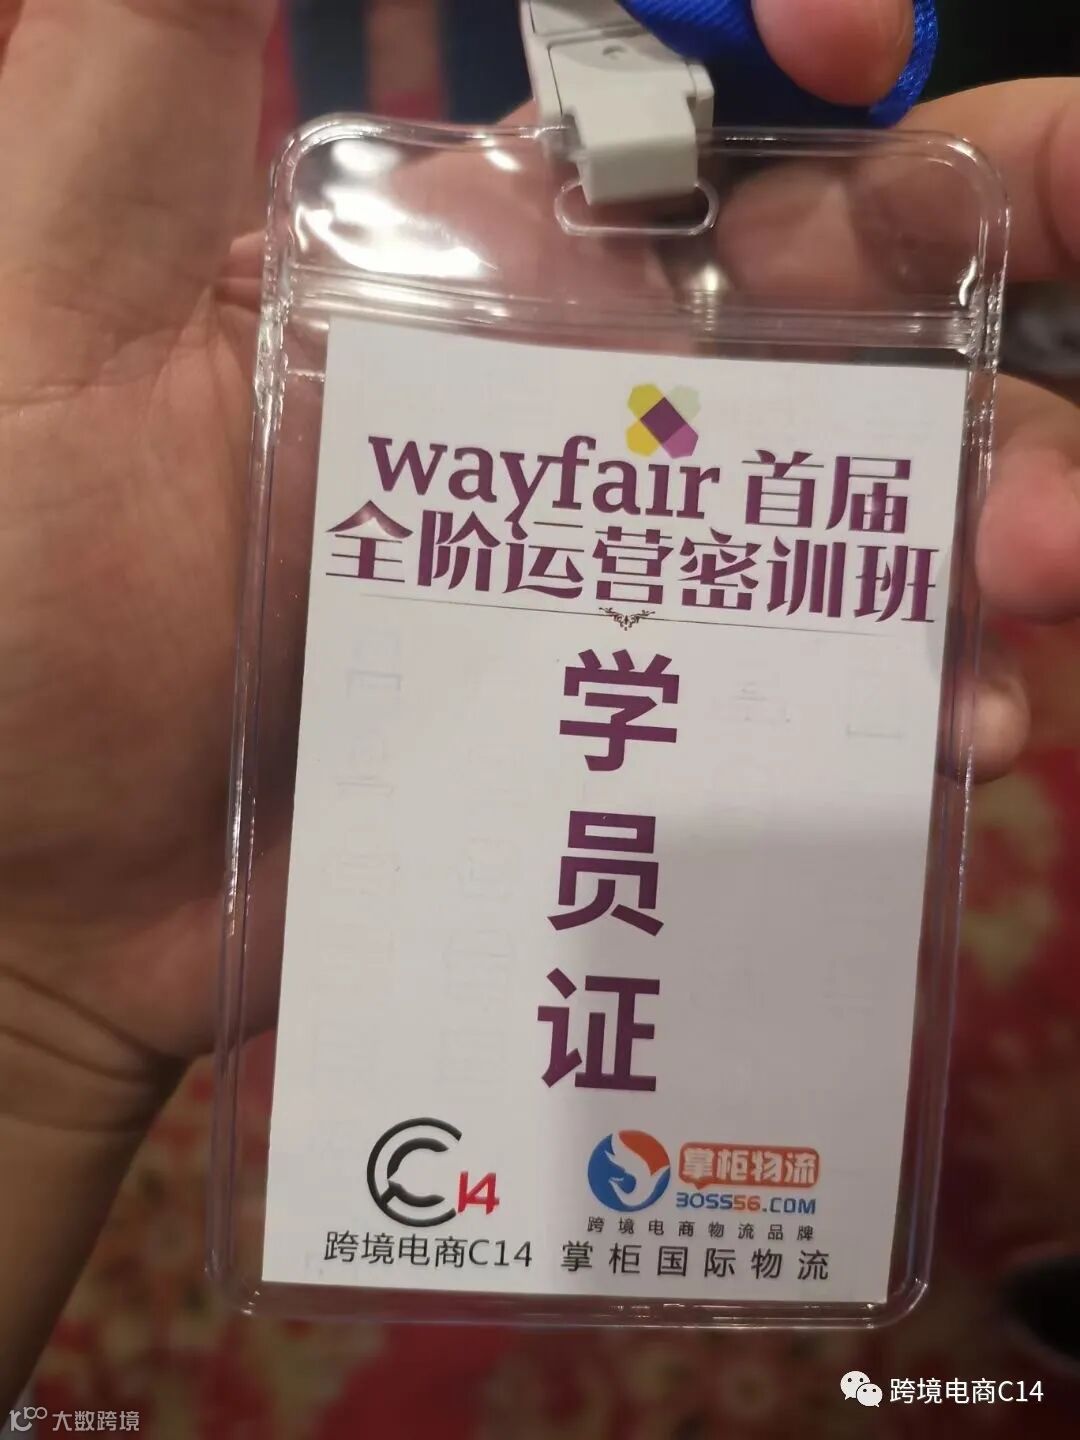 wayfair 首届
全阶运营密训班
学
员
证
C14
跨境电商C14
掌柜物流
BOSS56.COM
跨境电商物流品牌
掌柜国际物流
跨境电商C14
大数跨境